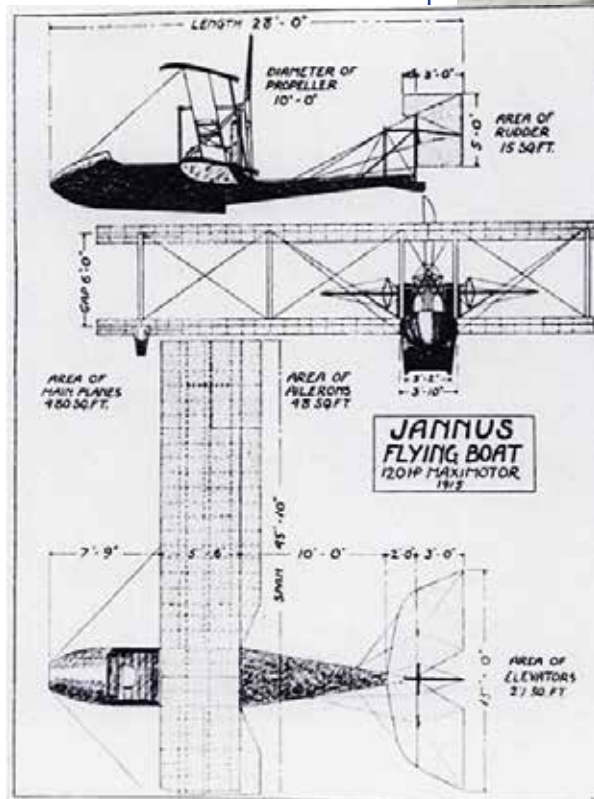 LENGTH 28'-0"
DIAMETER OF
PROPELLER
10'-0"
3'-0"
5'-0"
AREA OF
RUDDER
15 SQ FT.
GAP 6'-0"
AREA OF
MAIN PLANES
480 SQ.FT.
AREA OF
AILERONS
48 SQ FT
3'-2"
3'-10"
JANNUS
FLYING BOAT
120 HP MAXIMOTOR
1915
7'-9"
5'-6"
10'-0"
2'-0"
3'-0"
SPAN 45'-10"
15'-0"
AREA OF
ELEVATORS
27 SQ FT